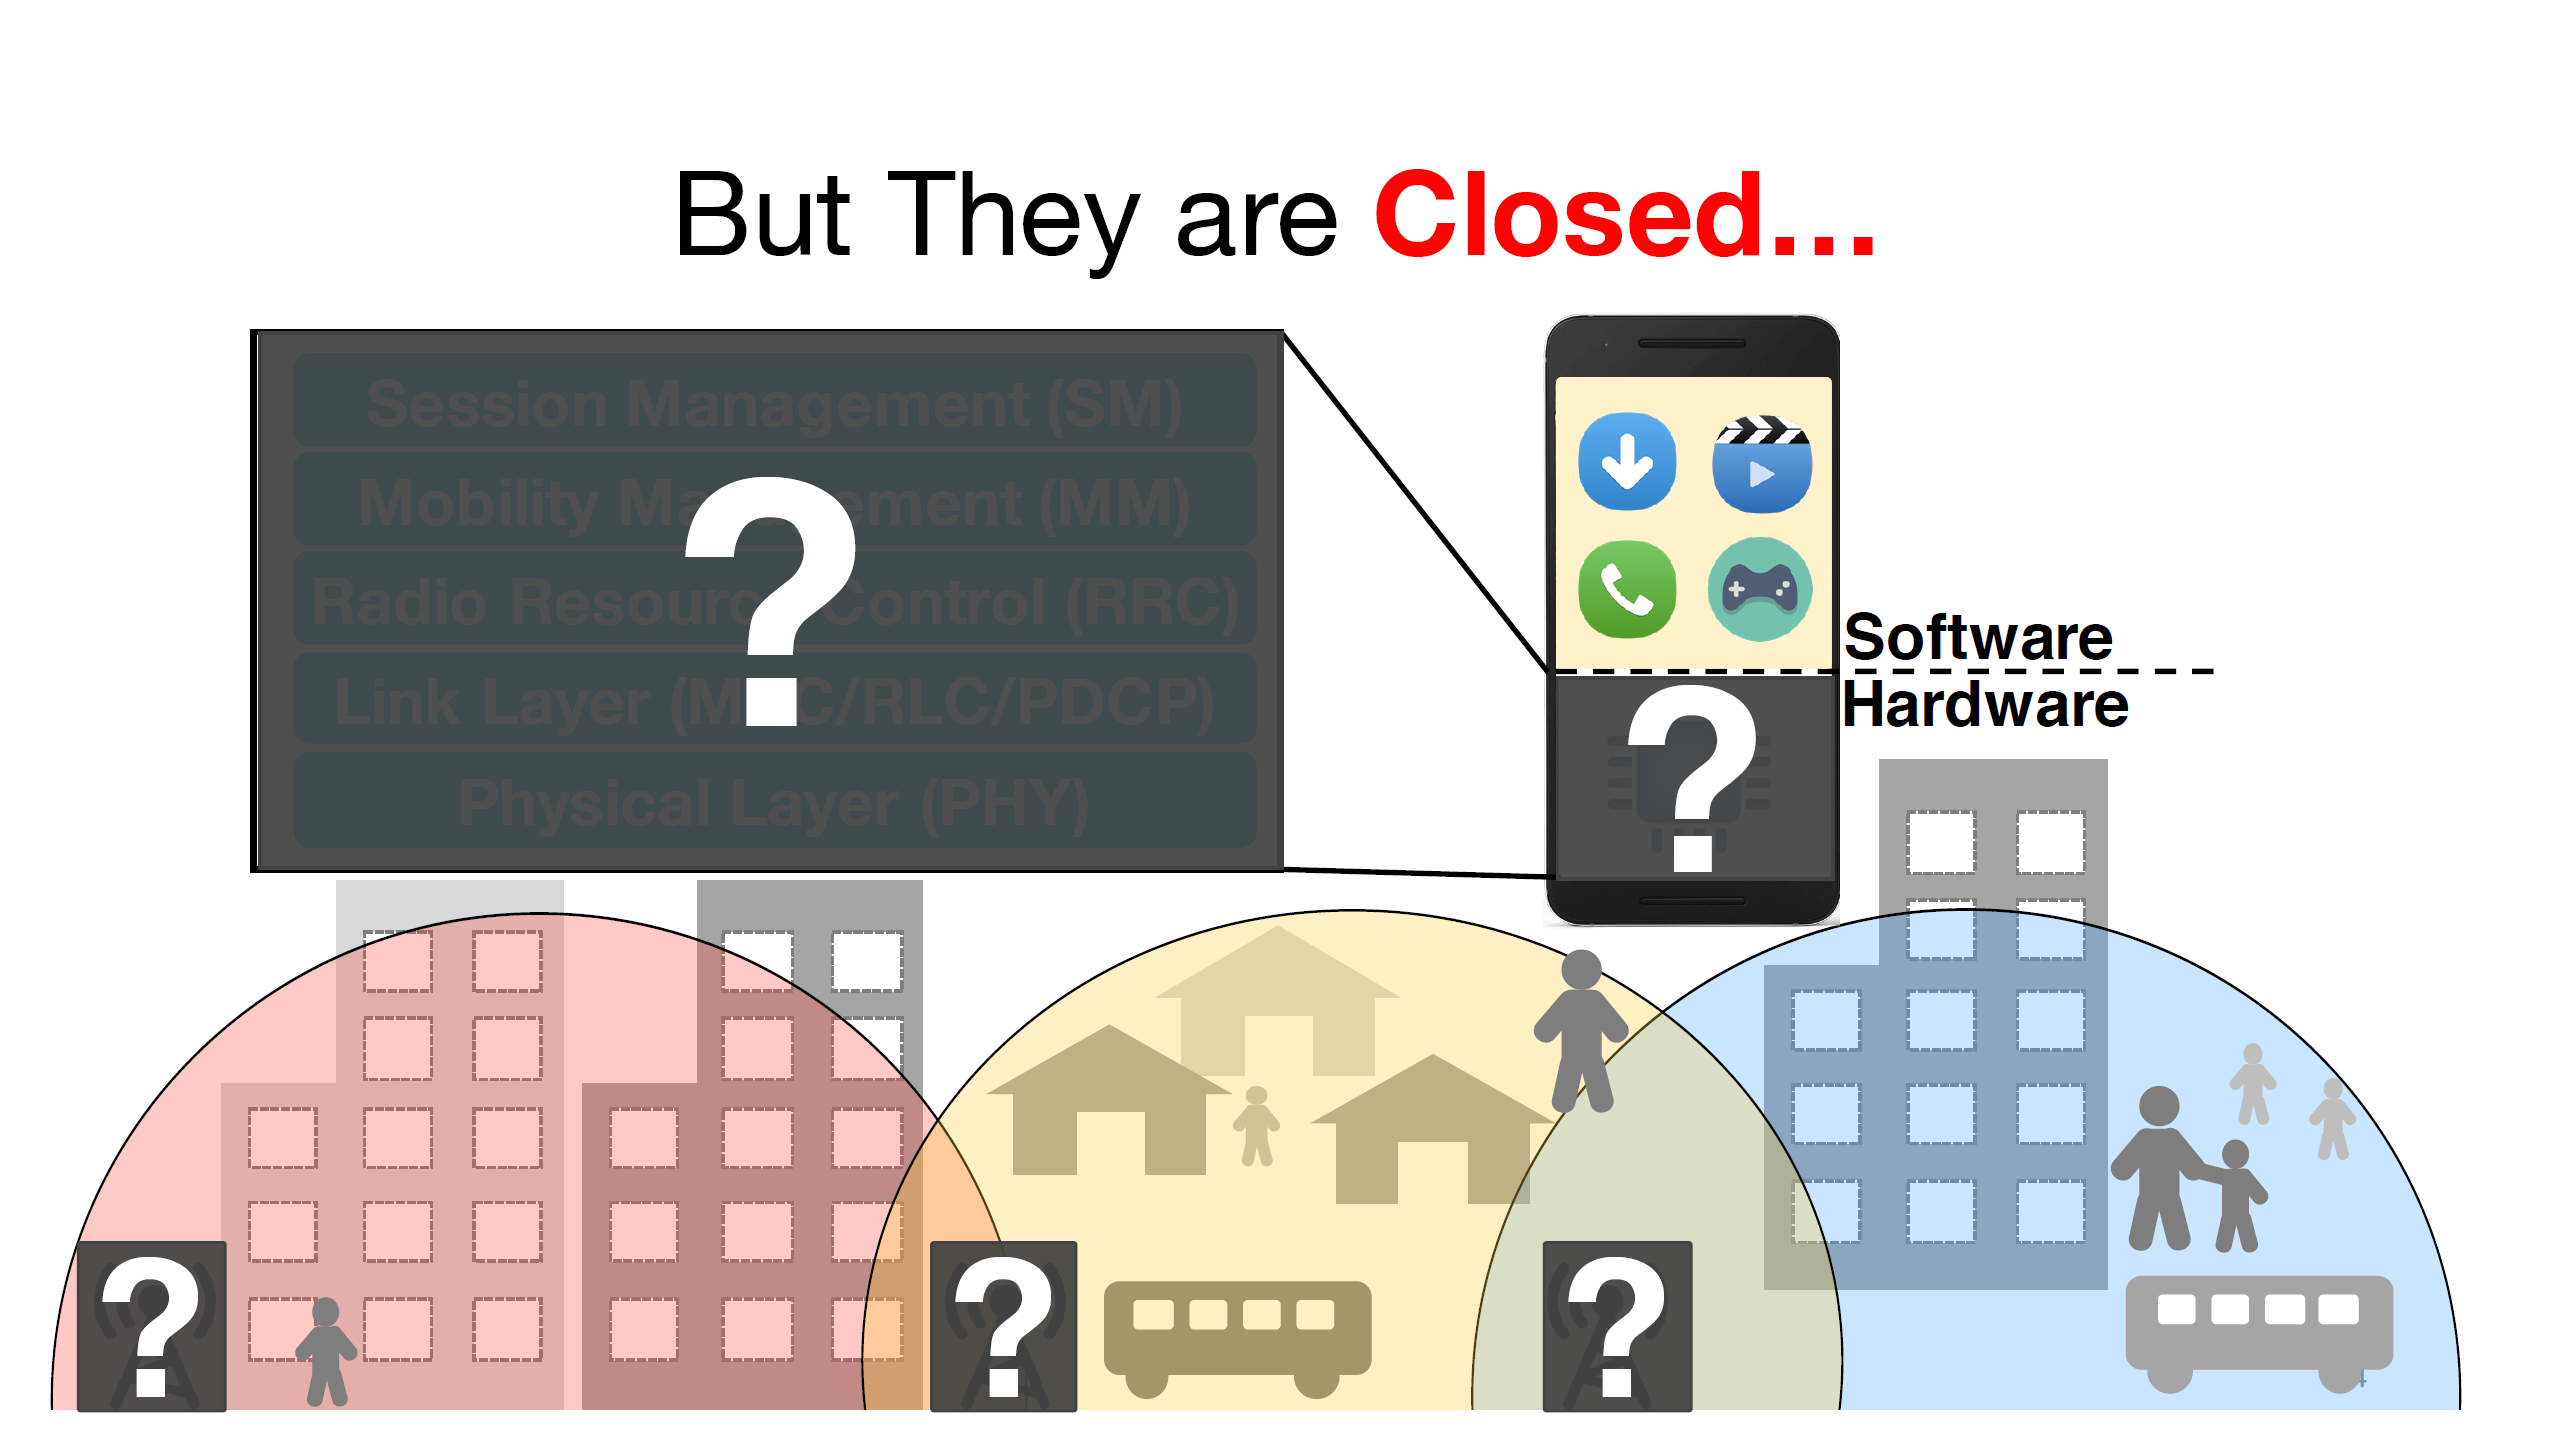 But They are Closed...
Session Management (SM)
Mobility Ma ement (MM)
Radio Resourc Control (RRC)
Link Layer (M C/RLC/PDCP)
Physical Layer (PHY)
Software
Hardware
?
?
?
?
?